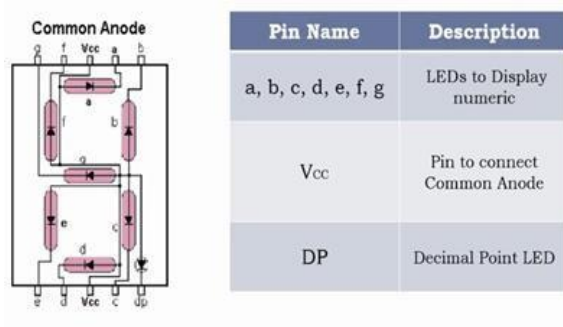 Common Anode
g f Vcc a b
a
f
b
g
e
c
d
e d Vcc c dp
Pin Name Description
a, b, c, d, e, f, g LEDs to Display
numeric
Vcc Pin to connect
Common Anode
DP Decimal Point LED